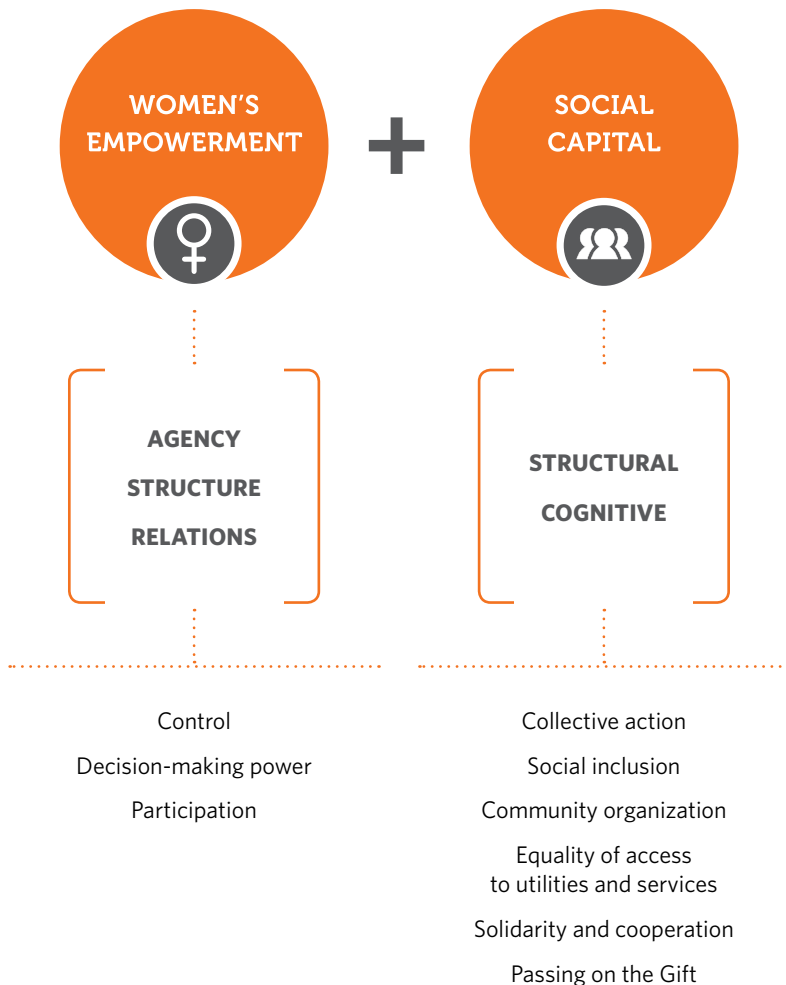 WOMEN'S
EMPOWERMENT
+
SOCIAL
CAPITAL
AGENCY
STRUCTURE
RELATIONS
STRUCTURAL
COGNITIVE
Control
Decision-making power
Participation
Collective action
Social inclusion
Community organization
Equality of access
to utilities and services
Solidarity and cooperation
Passing on the Gift